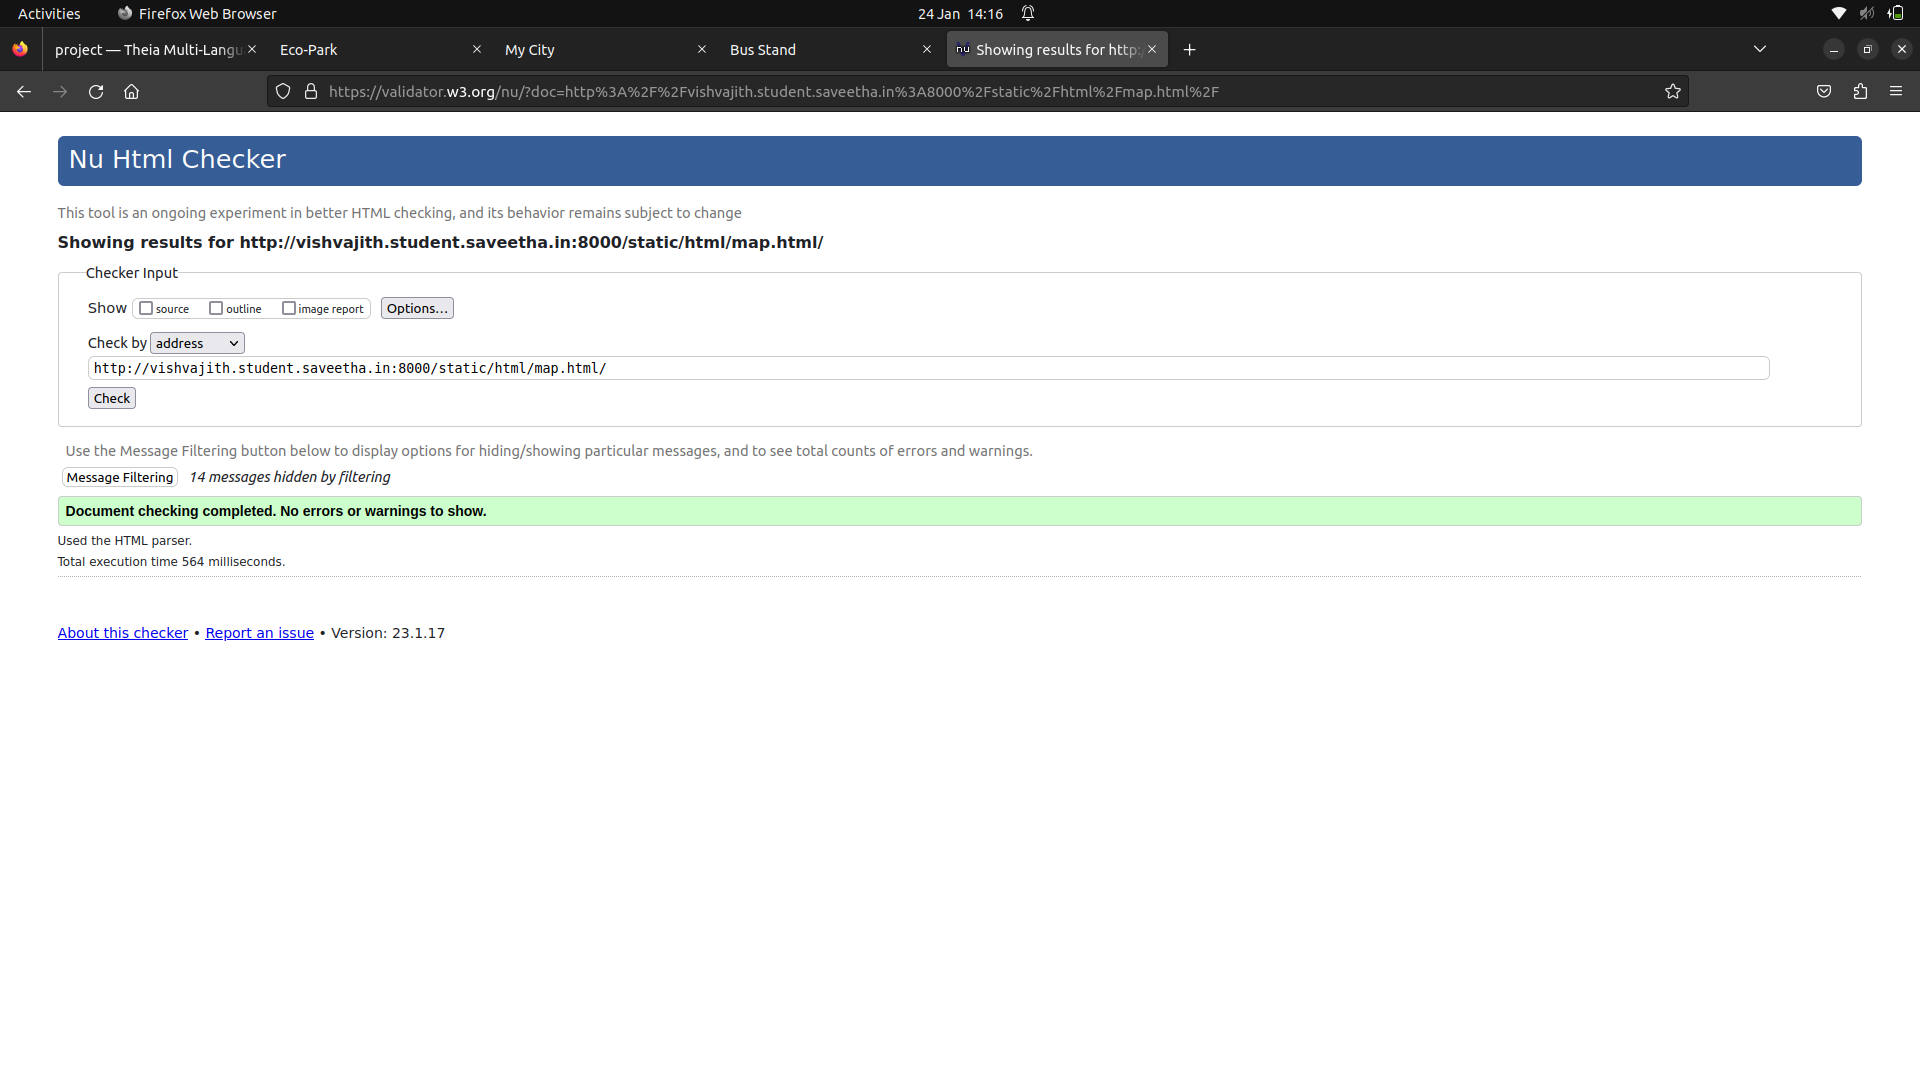 Activities Firefox Web Browser 24 Jan 14:16
project — Theia Multi-Langu Eco-Park My City Bus Stand nu Showing results for http:
https://validator.w3.org/nu/?doc=http%3A%2F%2Fvishvajith.student.saveetha.in%3A8000%2Fstatic%2Fhtml%2Fmap.html%2F
Nu Html Checker
This tool is an ongoing experiment in better HTML checking, and its behavior remains subject to change
Showing results for http://vishvajith.student.saveetha.in:8000/static/html/map.html/
Checker Input
Show source outline image report Options...
Check by address
http://vishvajith.student.saveetha.in:8000/static/html/map.html/
Check
Use the Message Filtering button below to display options for hiding/showing particular messages, and to see total counts of errors and warnings.
Message Filtering 14 messages hidden by filtering
Document checking completed. No errors or warnings to show.
Used the HTML parser.
Total execution time 564 milliseconds.
About this checker • Report an issue • Version: 23.1.17